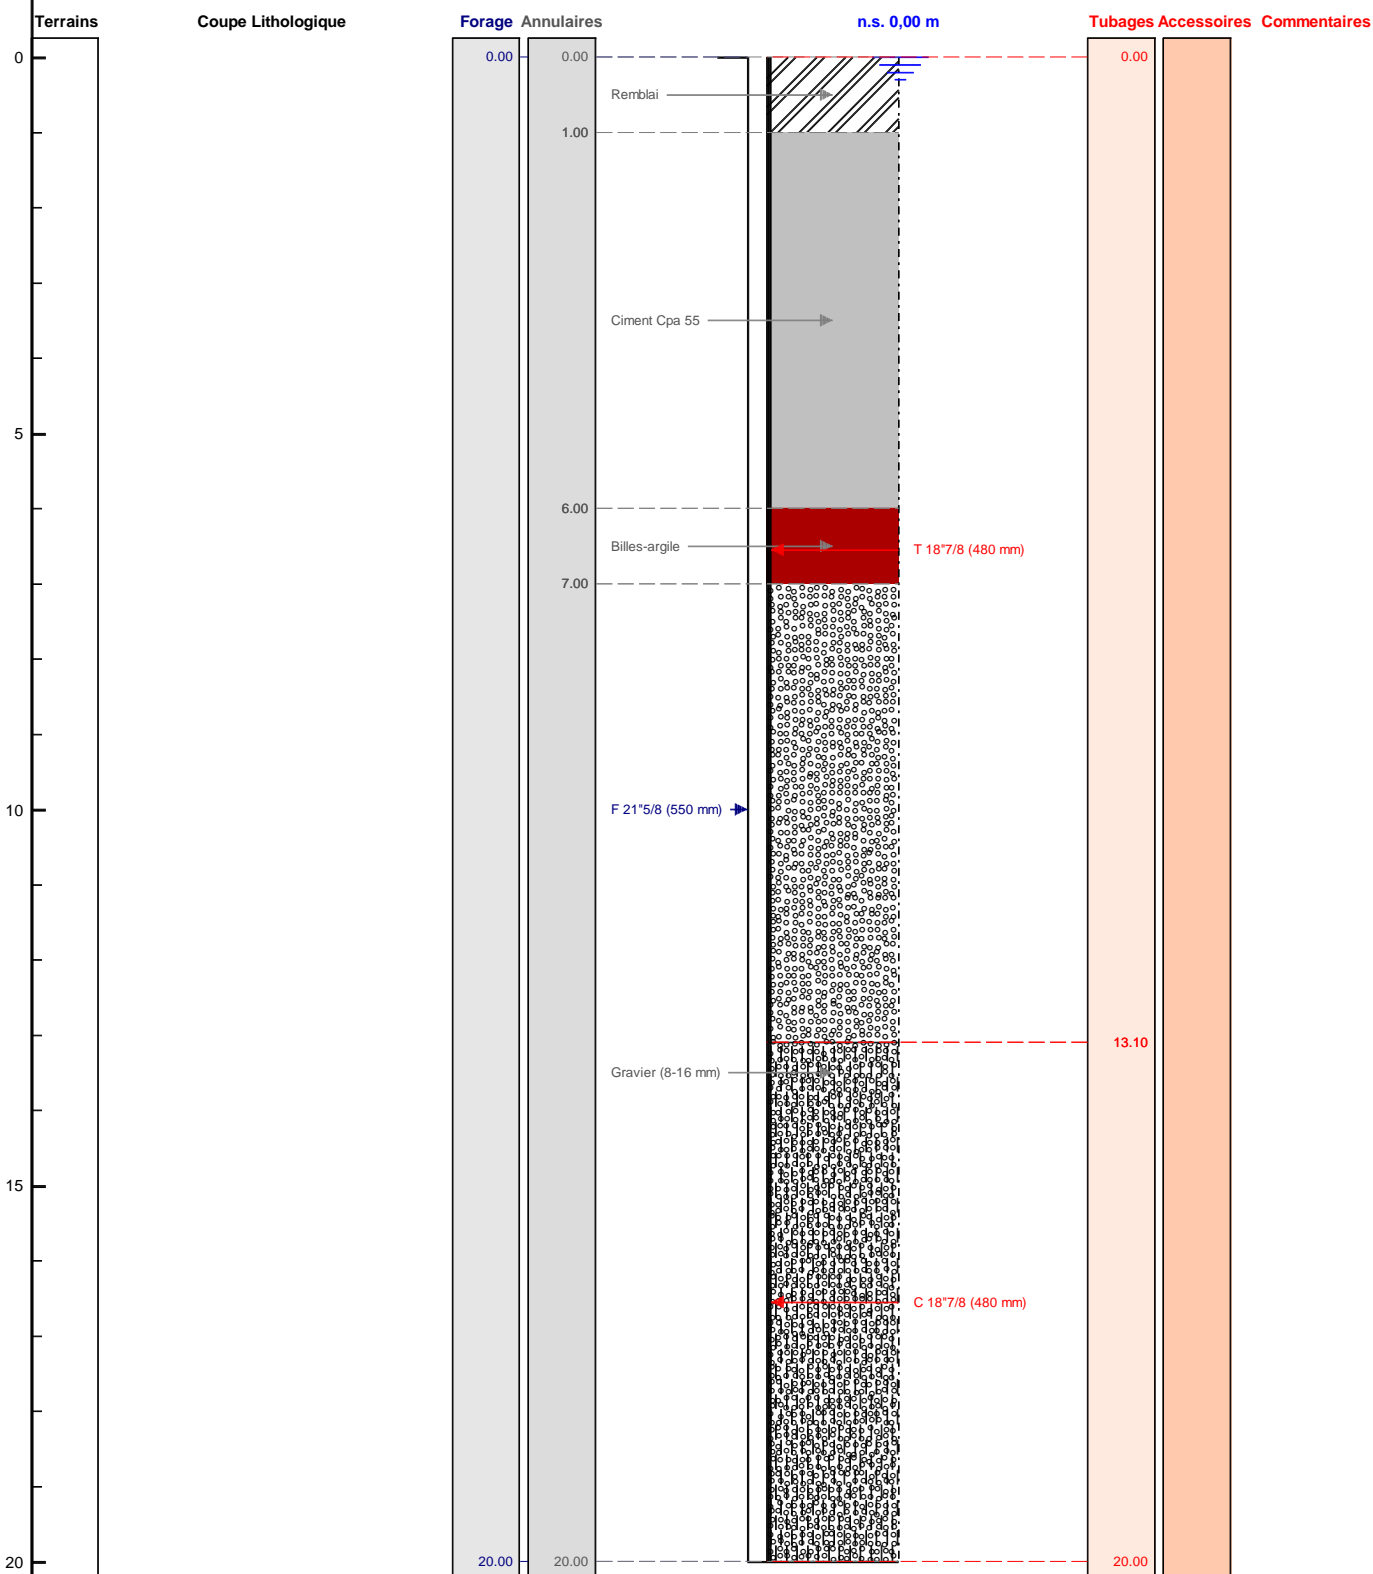 Terrains Coupe Lithologique Forage Annulaires n.s. 0,00 m Tubages Accessoires Commentaires
0 0.00 0.00 0.00
Remblai
1.00
Ciment Cpa 55
5
6.00
Billes-argile T 18"7/8 (480 mm)
7.00
10 F 21"5/8 (550 mm)
13.10
Gravier (8-16 mm)
15
C 18"7/8 (480 mm)
20 20.00 20.00 20.00